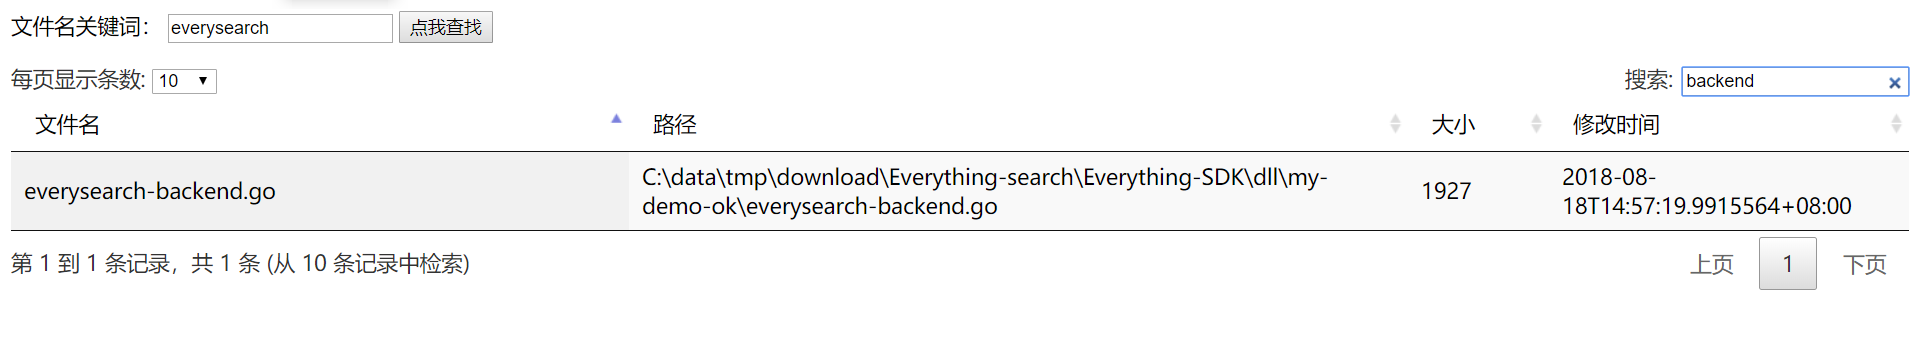 文件名关键词： everysearch 点我查找
每页显示条数: 10 搜索: backend
文件名 路径 大小 修改时间
everysearch-backend.go C:\data\tmp\download\Everything-search\Everything-SDK\dll\my-demo-ok\everysearch-backend.go 1927 2018-08-18T14:57:19.9915564+08:00
第 1 到 1 条记录，共 1 条 (从 10 条记录中检索) 上页 1 下页